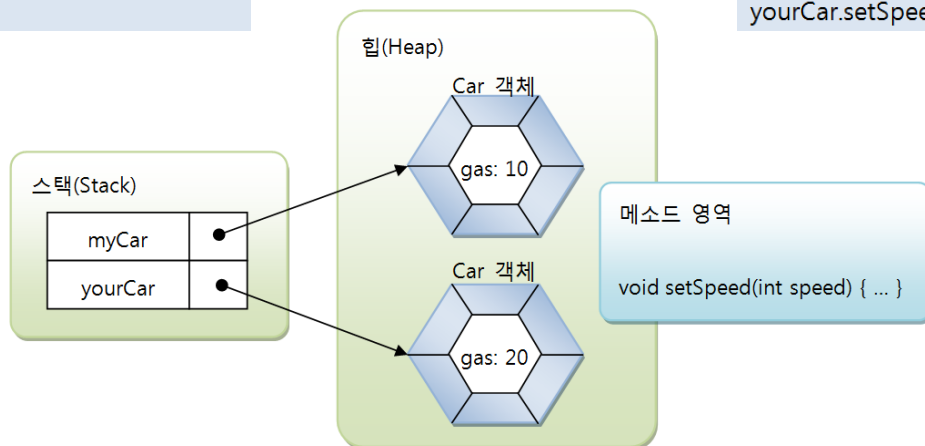 yourCar.setSpee
힙(Heap)
Car 객체
gas: 10
스택(Stack)
myCar
yourCar
Car 객체
gas: 20
메소드 영역
void setSpeed(int speed) { ... }